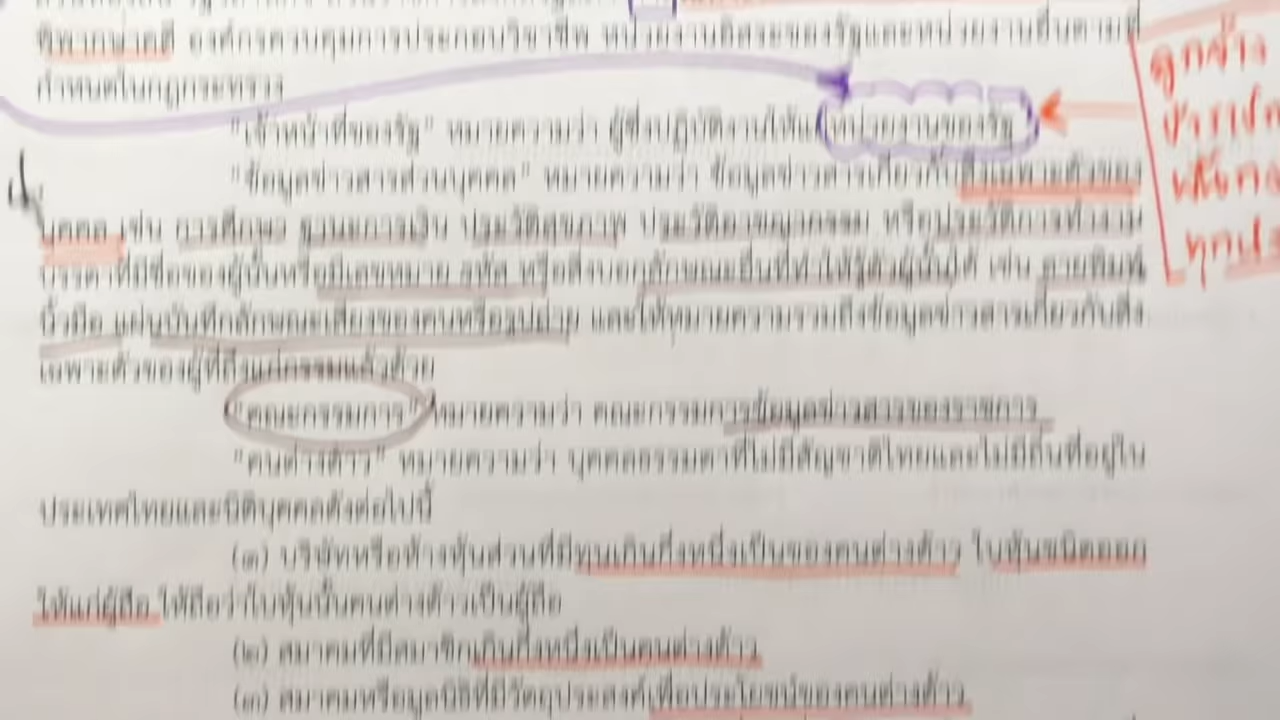 พิพากษาคดี องค์กรควบคุมการประกอบวิชาชีพ หน่วยงานอิสระของรัฐและหน่วยงานอื่นตามที่
กำหนดในกฎกระทรวง
"เจ้าหน้าที่ของรัฐ" หมายความว่า ผู้ซึ่งปฏิบัติงานให้แก่หน่วยงานของรัฐ
"ข้อมูลข่าวสารส่วนบุคคล" หมายความว่า ข้อมูลข่าวสารเกี่ยวกับสิ่งเฉพาะตัวของ
บุคคล เช่น การศึกษา ฐานะการเงิน ประวัติสุขภาพ ประวัติอาชญากรรม หรือประวัติการทำงาน
บรรดาที่มีชื่อของผู้นั้นหรือมีเลขหมาย รหัส หรือสิ่งบอกลักษณะอื่นที่ทำให้รู้ตัวผู้นั้นได้ เช่น ลายพิมพ์
นิ้วมือ แผ่นบันทึกลักษณะเสียงของคนหรือรูปถ่าย และให้หมายความรวมถึงข้อมูลข่าวสารเกี่ยวกับสิ่ง
เฉพาะตัวของผู้ที่ถึงแก่กรรมแล้วด้วย
"คณะกรรมการ" หมายความว่า คณะกรรมการข้อมูลข่าวสารของราชการ
"คนต่างด้าว" หมายความว่า บุคคลธรรมดาที่ไม่มีสัญชาติไทยและไม่มีถิ่นที่อยู่ใน
ประเทศไทยและนิติบุคคลดังต่อไปนี้
(๑) บริษัทหรือห้างหุ้นส่วนที่มีทุนเกินกึ่งหนึ่งเป็นของคนต่างด้าว ใบหุ้นชนิดออก
ให้แก่ผู้ถือ ให้ถือว่าใบหุ้นนั้นคนต่างด้าวเป็นผู้ถือ
(๒) สมาคมที่มีสมาชิกเกินกึ่งหนึ่งเป็นคนต่างด้าว
(๓) สมาคมหรือมูลนิธิที่มีวัตถุประสงค์เพื่อประโยชน์ของคนต่างด้าว
ลูกจ้าง